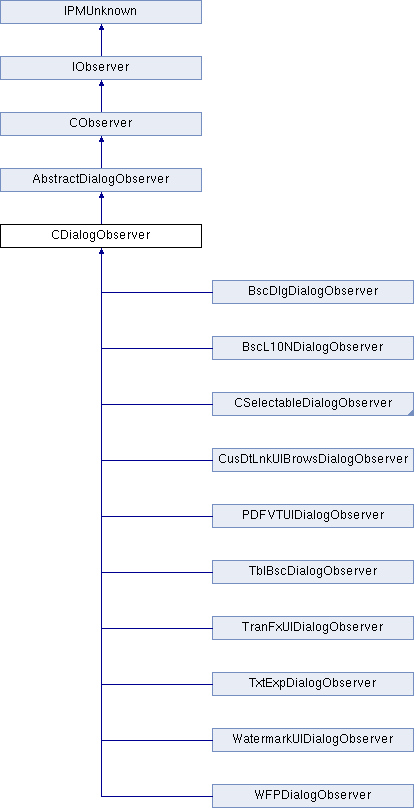 IPMUnknown
IObserver
CObserver
AbstractDialogObserver
CDialogObserver
BscDlgDialogObserver
BscL10NDialogObserver
CSelectableDialogObserver
CusDtLnkUIBrowsDialogObserver
PDFVTUIDialogObserver
TblBscDialogObserver
TranFxUIDialogObserver
TxtExpDialogObserver
WatermarkUIDialogObserver
WFPDialogObserver